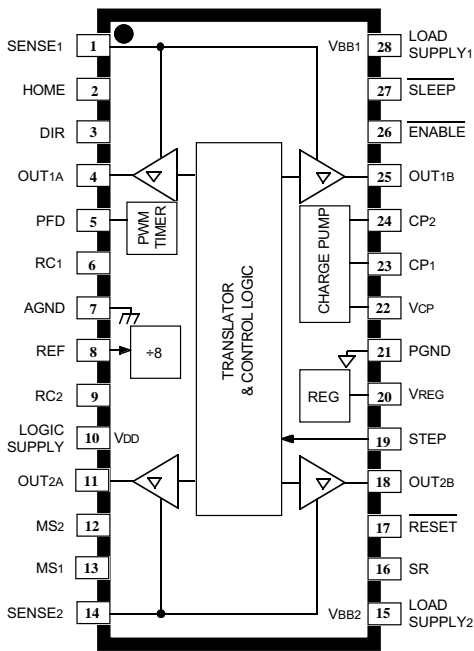 SENSE1 1
HOME 2
DIR 3
OUT1A 4
PFD 5
RC1 6
AGND 7
REF 8
RC2 9
LOGIC
SUPPLY 10 VDD
OUT2A 11
MS2 12
MS1 13
SENSE2 14
PWM
TIMER
÷8
TRANSLATOR
& CONTROL LOGIC
CHARGE PUMP
REG
VBB1 28 LOAD
SUPPLY1
27 SLEEP
26 ENABLE
25 OUT1B
24 CP2
23 CP1
22 VCP
21 PGND
20 VREG
19 STEP
18 OUT2B
17 RESET
16 SR
VBB2 15 LOAD
SUPPLY2